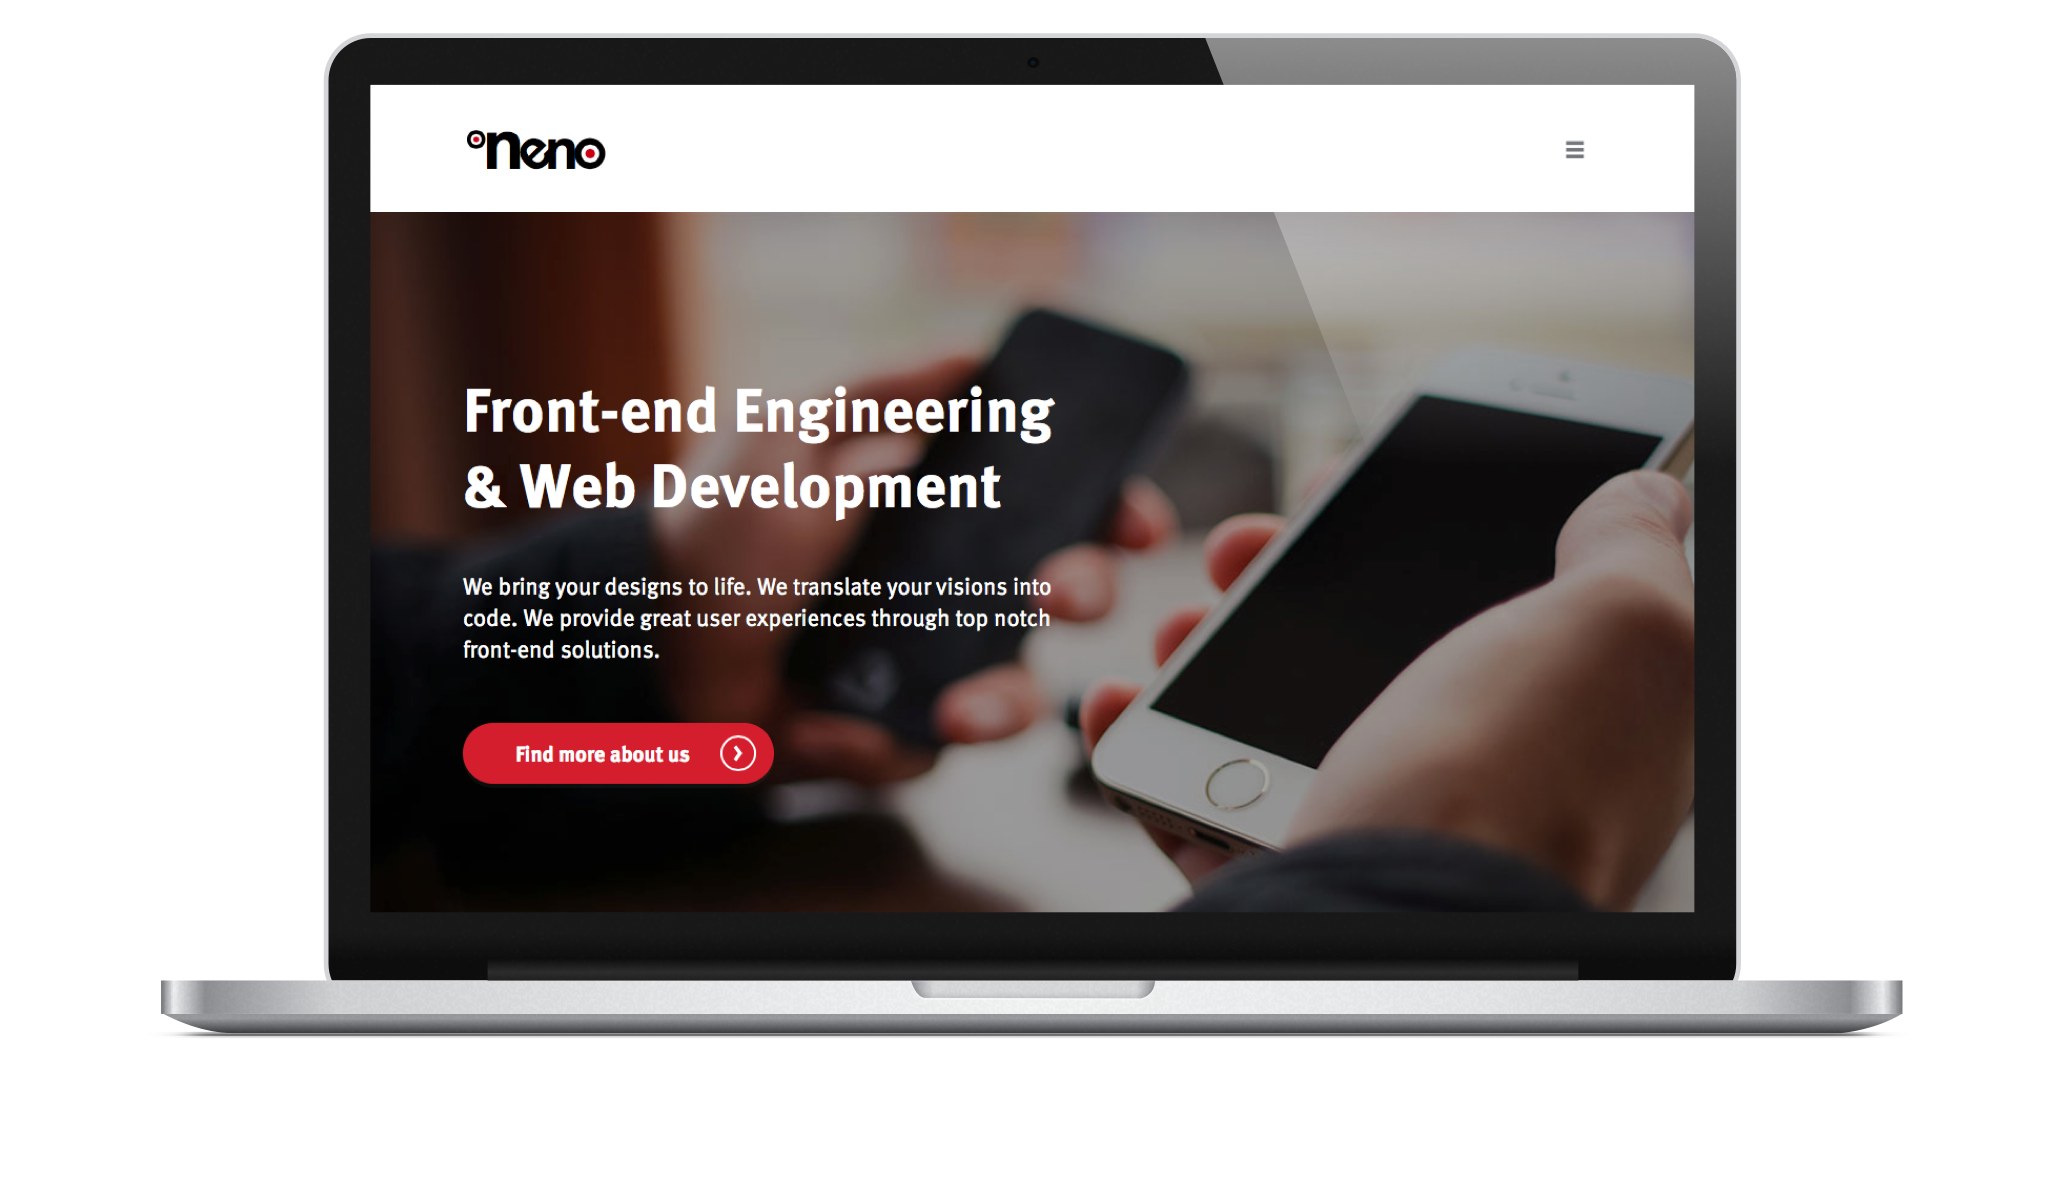 neno
Front-end Engineering
& Web Development
We bring your designs to life. We translate your visions into
code. We provide great user experiences through top notch
front-end solutions.
Find more about us